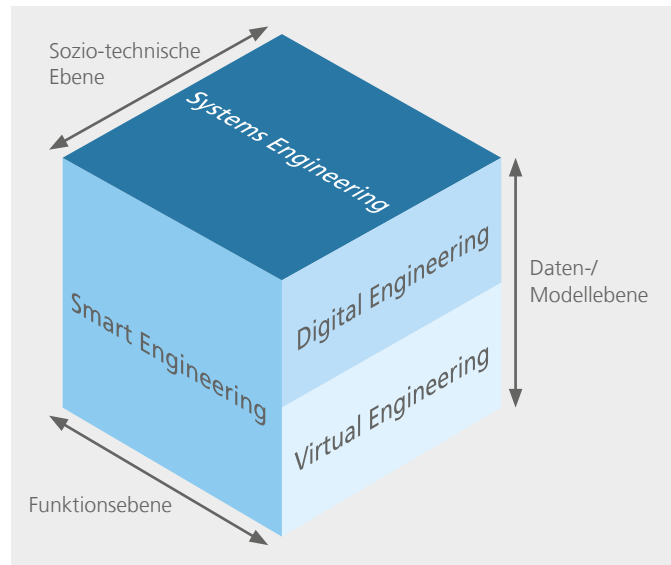 Sozio-technische
Ebene
Systems Engineering
Digital Engineering
Daten-/
Modellebene
Smart Engineering
Virtual Engineering
Funktionsebene